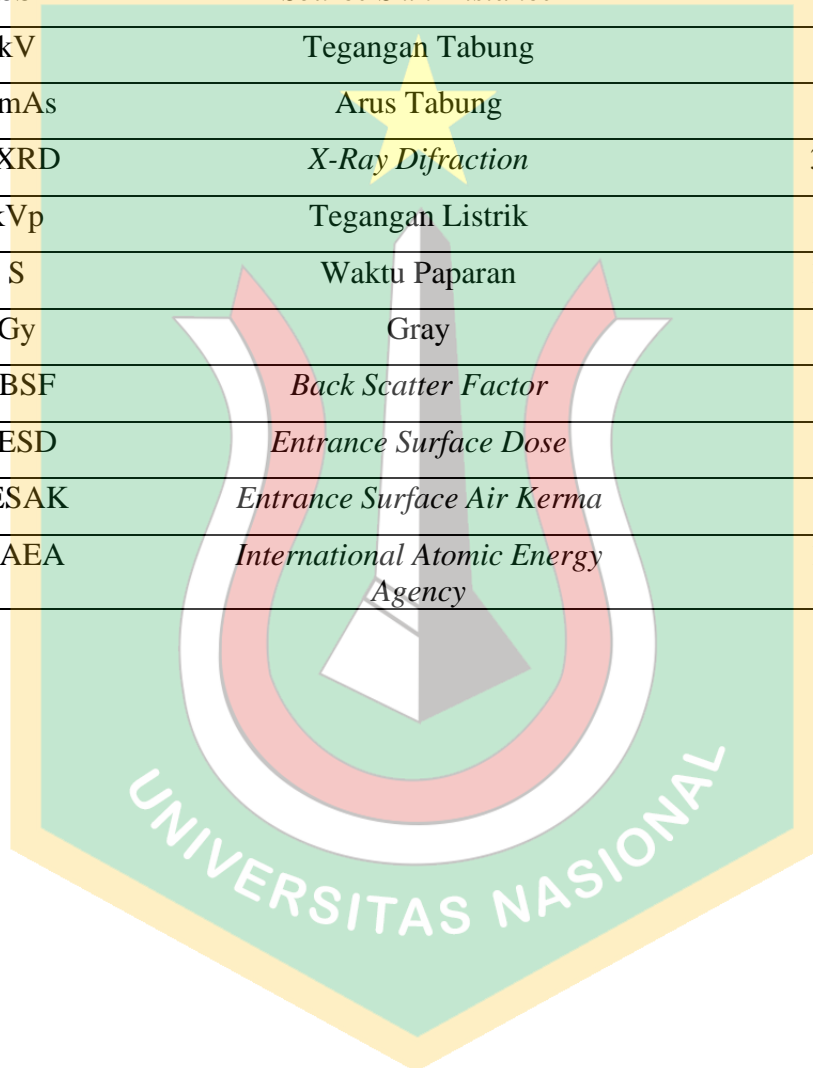 kV Tegangan Tabung
mAs Arus Tabung
XRD X-Ray Difraction
kVp Tegangan Listrik
S Waktu Paparan
Gy Gray
BSF Back Scatter Factor
ESD Entrance Surface Dose
ESAK Entrance Surface Air Kerma
IAEA International Atomic Energy
Agency
UNIVERSITAS NASIONAL